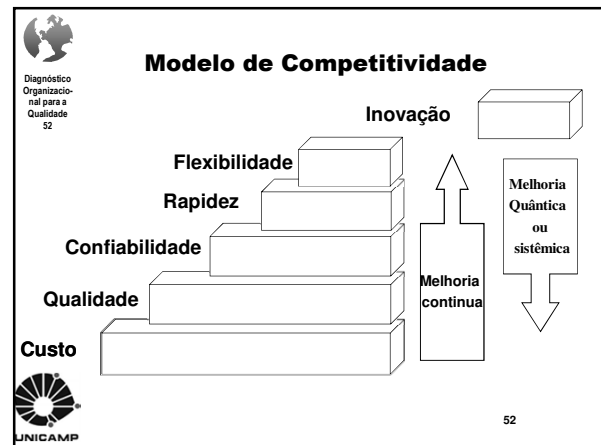 Diagnóstico
Organizacio-
nal para a
Qualidade
52
Modelo de Competitividade
Inovação
Flexibilidade
Rapidez
Confiabilidade
Qualidade
Custo
Melhoria
continua
Melhoria
Quântica
ou
sistêmica
UNICAMP
52